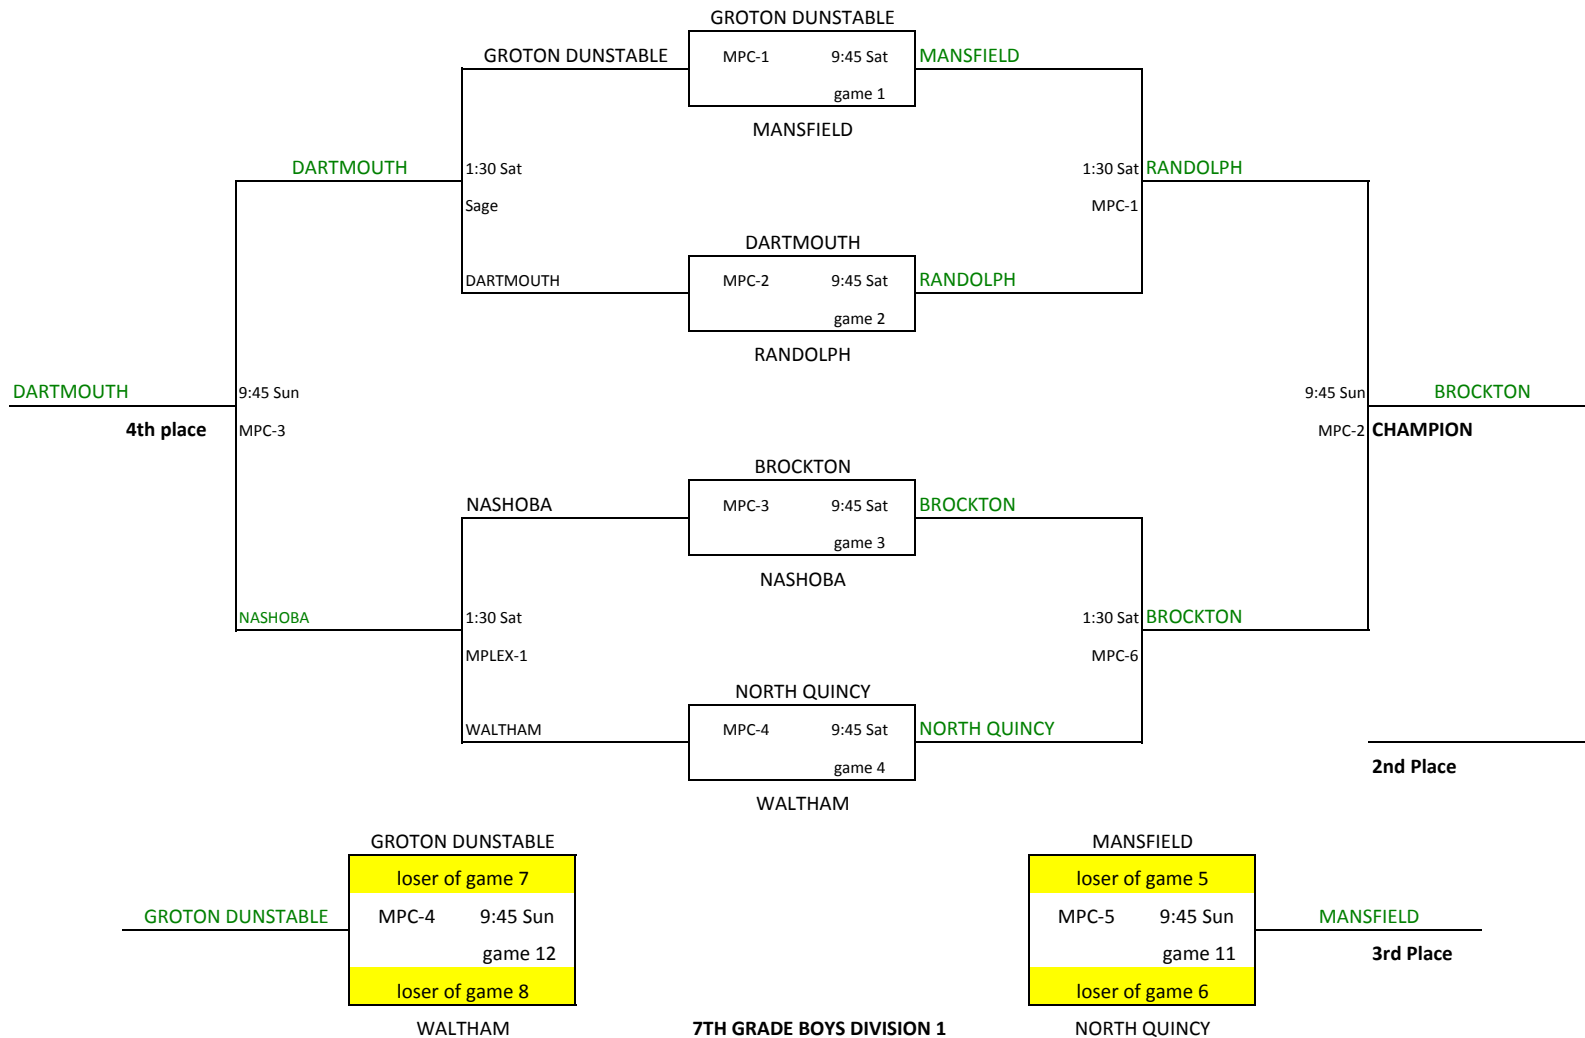 GROTON DUNSTABLE
GROTON DUNSTABLE MPC-1 9:45 Sat MANSFIELD
game 1
MANSFIELD
DARTMOUTH 1:30 Sat 1:30 Sat RANDOLPH
Sage MPC-1
DARTMOUTH
DARTMOUTH MPC-2 9:45 Sat RANDOLPH
game 2
RANDOLPH
DARTMOUTH 9:45 Sun 9:45 Sun BROCKTON
4th place MPC-3 MPC-2 CHAMPION
BROCKTON
NASHOBA MPC-3 9:45 Sat BROCKTON
game 3
NASHOBA
NASHOBA 1:30 Sat 1:30 Sat BROCKTON
MPLEX-1 MPC-6
NORTH QUINCY
WALTHAM MPC-4 9:45 Sat NORTH QUINCY
game 4
2nd Place
WALTHAM
GROTON DUNSTABLE MANSFIELD
loser of game 7 loser of game 5
GROTON DUNSTABLE MPC-4 9:45 Sun MPC-5 9:45 Sun MANSFIELD
game 12 game 11 3rd Place
loser of game 8 loser of game 6
WALTHAM 7TH GRADE BOYS DIVISION 1 NORTH QUINCY